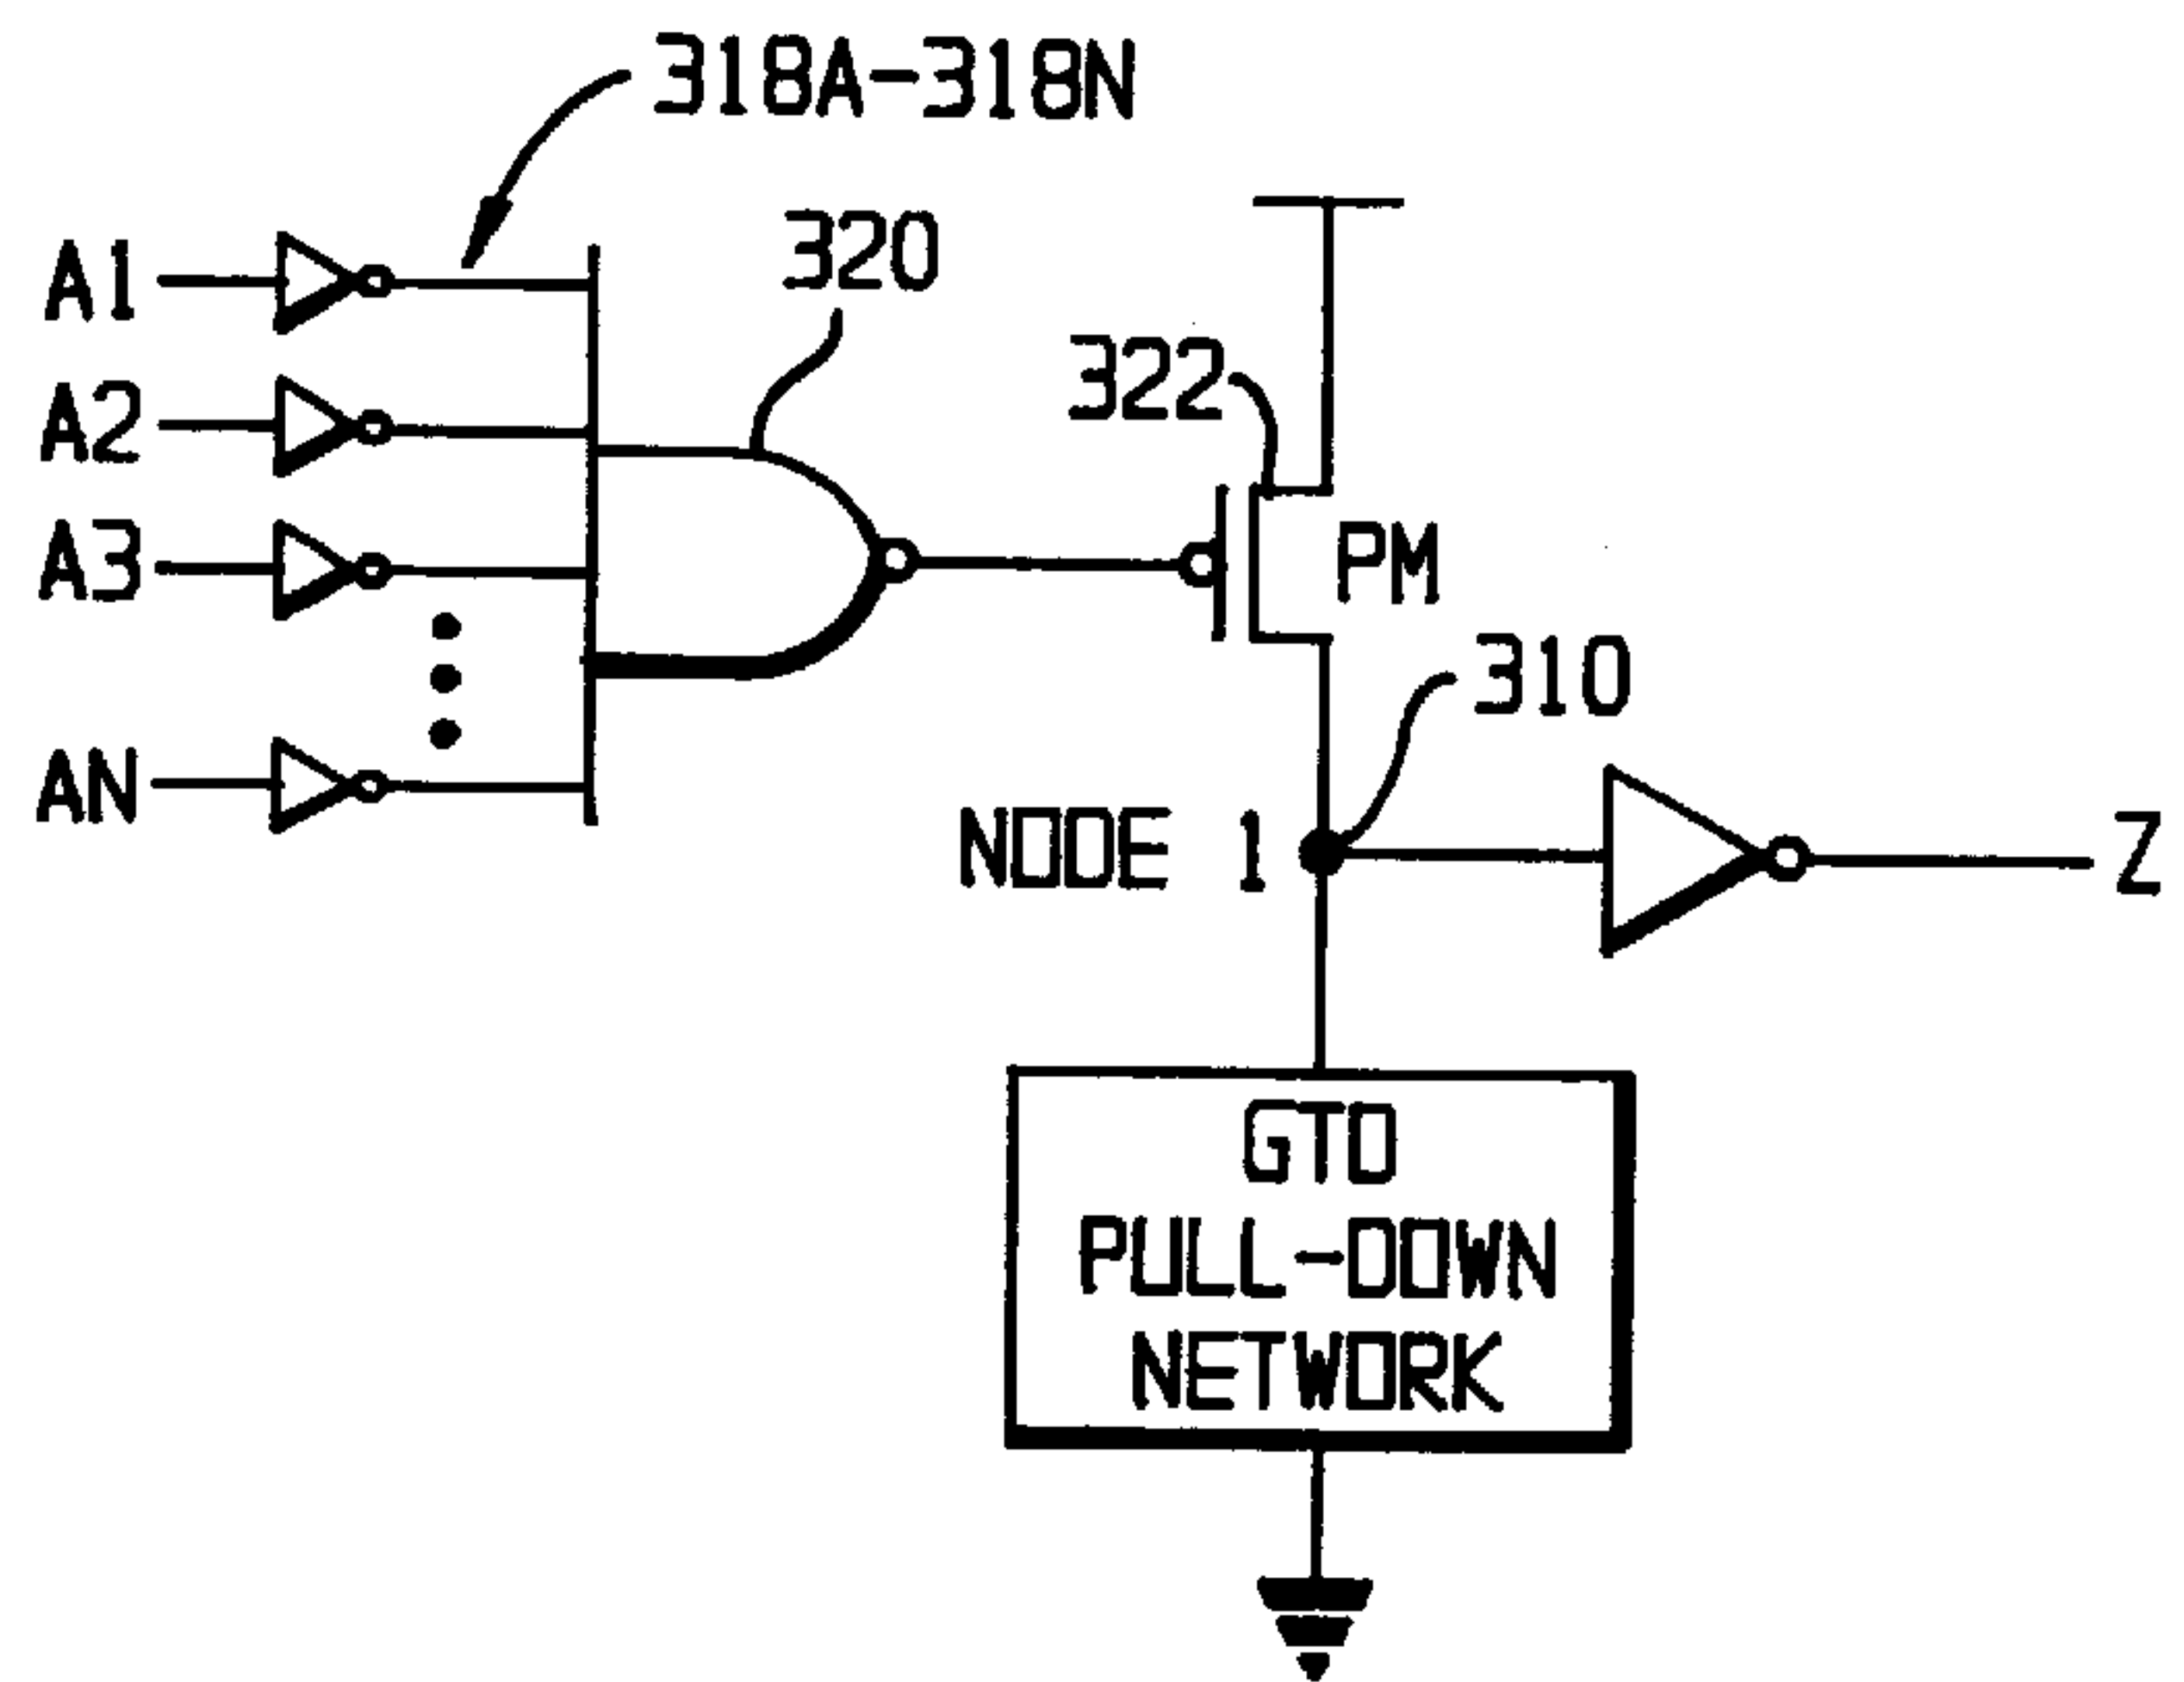 318A-318N
A1
320
A2
322
A3
PM
310
AN
NODE 1
Z
GTO
PULL-DOWN
NETWORK